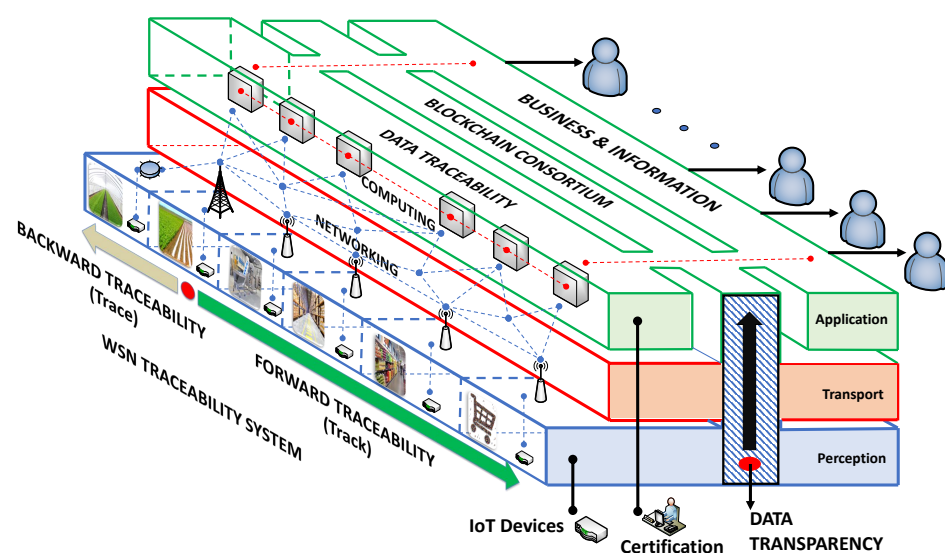 BUSINESS & INFORMATION
BLOCKCHAIN CONSORTIUM
DATA TRACEABILITY
COMPUTING
NETWORKING
BACKWARD TRACEABILITY
(Trace)
WSN TRACEABILITY SYSTEM
FORWARD TRACEABILITY
(Track)
Application
Transport
Perception
IoT Devices
Certification
DATA
TRANSPARENCY